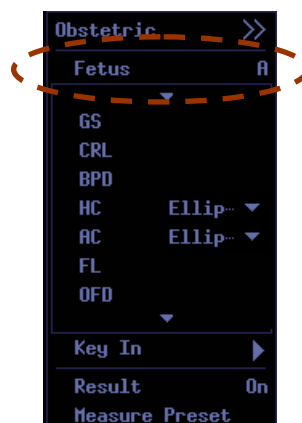 Obstetric >>
Fetus A
GS
CRL
BPD
HC Ellip…
AC Ellip…
FL
OFD
Key In
Result On
Measure Preset